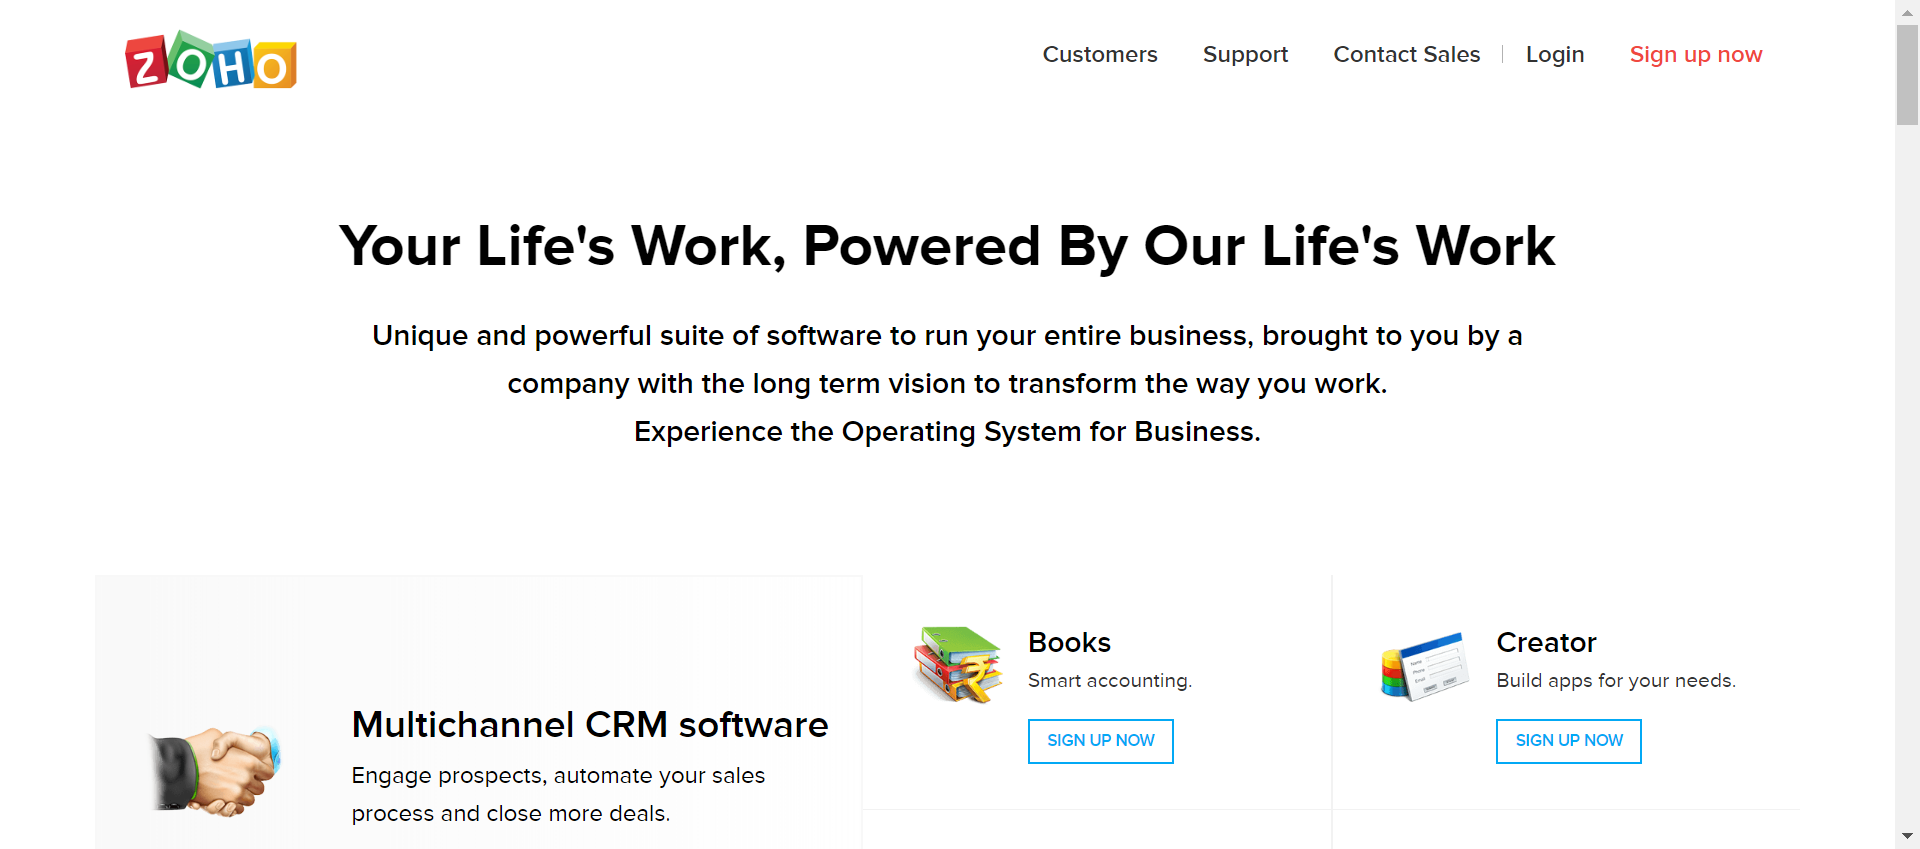 ZOHO
Customers Support Contact Sales Login Sign up now
Your Life's Work, Powered By Our Life's Work
Unique and powerful suite of software to run your entire business, brought to you by a
company with the long term vision to transform the way you work.
Experience the Operating System for Business.
Multichannel CRM software
Engage prospects, automate your sales
process and close more deals.
₹
Books
Smart accounting.
SIGN UP NOW
Name
Phone
Email
Creator
Build apps for your needs.
SIGN UP NOW